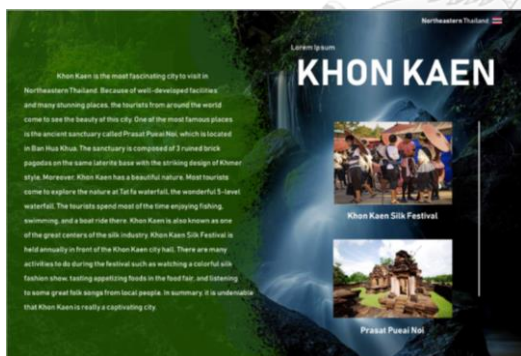 Northeastern Thailand
Lorem Ipsum
KHON KAEN
Khon Kaen is the most fascinating city to visit in
Northeastern Thailand. Because of well-developed facilities
and many stunning places, the tourists from around the world
come to see the beauty of this city. One of the most famous places
is the ancient sanctuary called Prasat Pueai Noi, which is located
in Ban Hua Khua. The sanctuary is composed of 3 ruined brick
pagodas on the same laterite base with the striking design of Khmer
style. Moreover, Khon Kaen has a beautiful nature. Most tourists
come to explore the nature at Tat fa waterfall, the wonderful 5-level
waterfall. The tourists spend most of the time enjoying fishing,
swimming, and a boat ride there. Khon Kaen is also known as one
of the great centers of the silk industry. Khon Kaen Silk Festival is
held annually in front of the Khon Kaen city hall. There are many
activities to do during the festival such as watching a colorful silk
fashion show, tasting appetizing foods in the food fair, and listening
to some great folk songs from local people. In summary, it is undeniable
that Khon Kaen is really a captivating city.
Khon Kaen Silk Festival
Prasat Pueai Noi